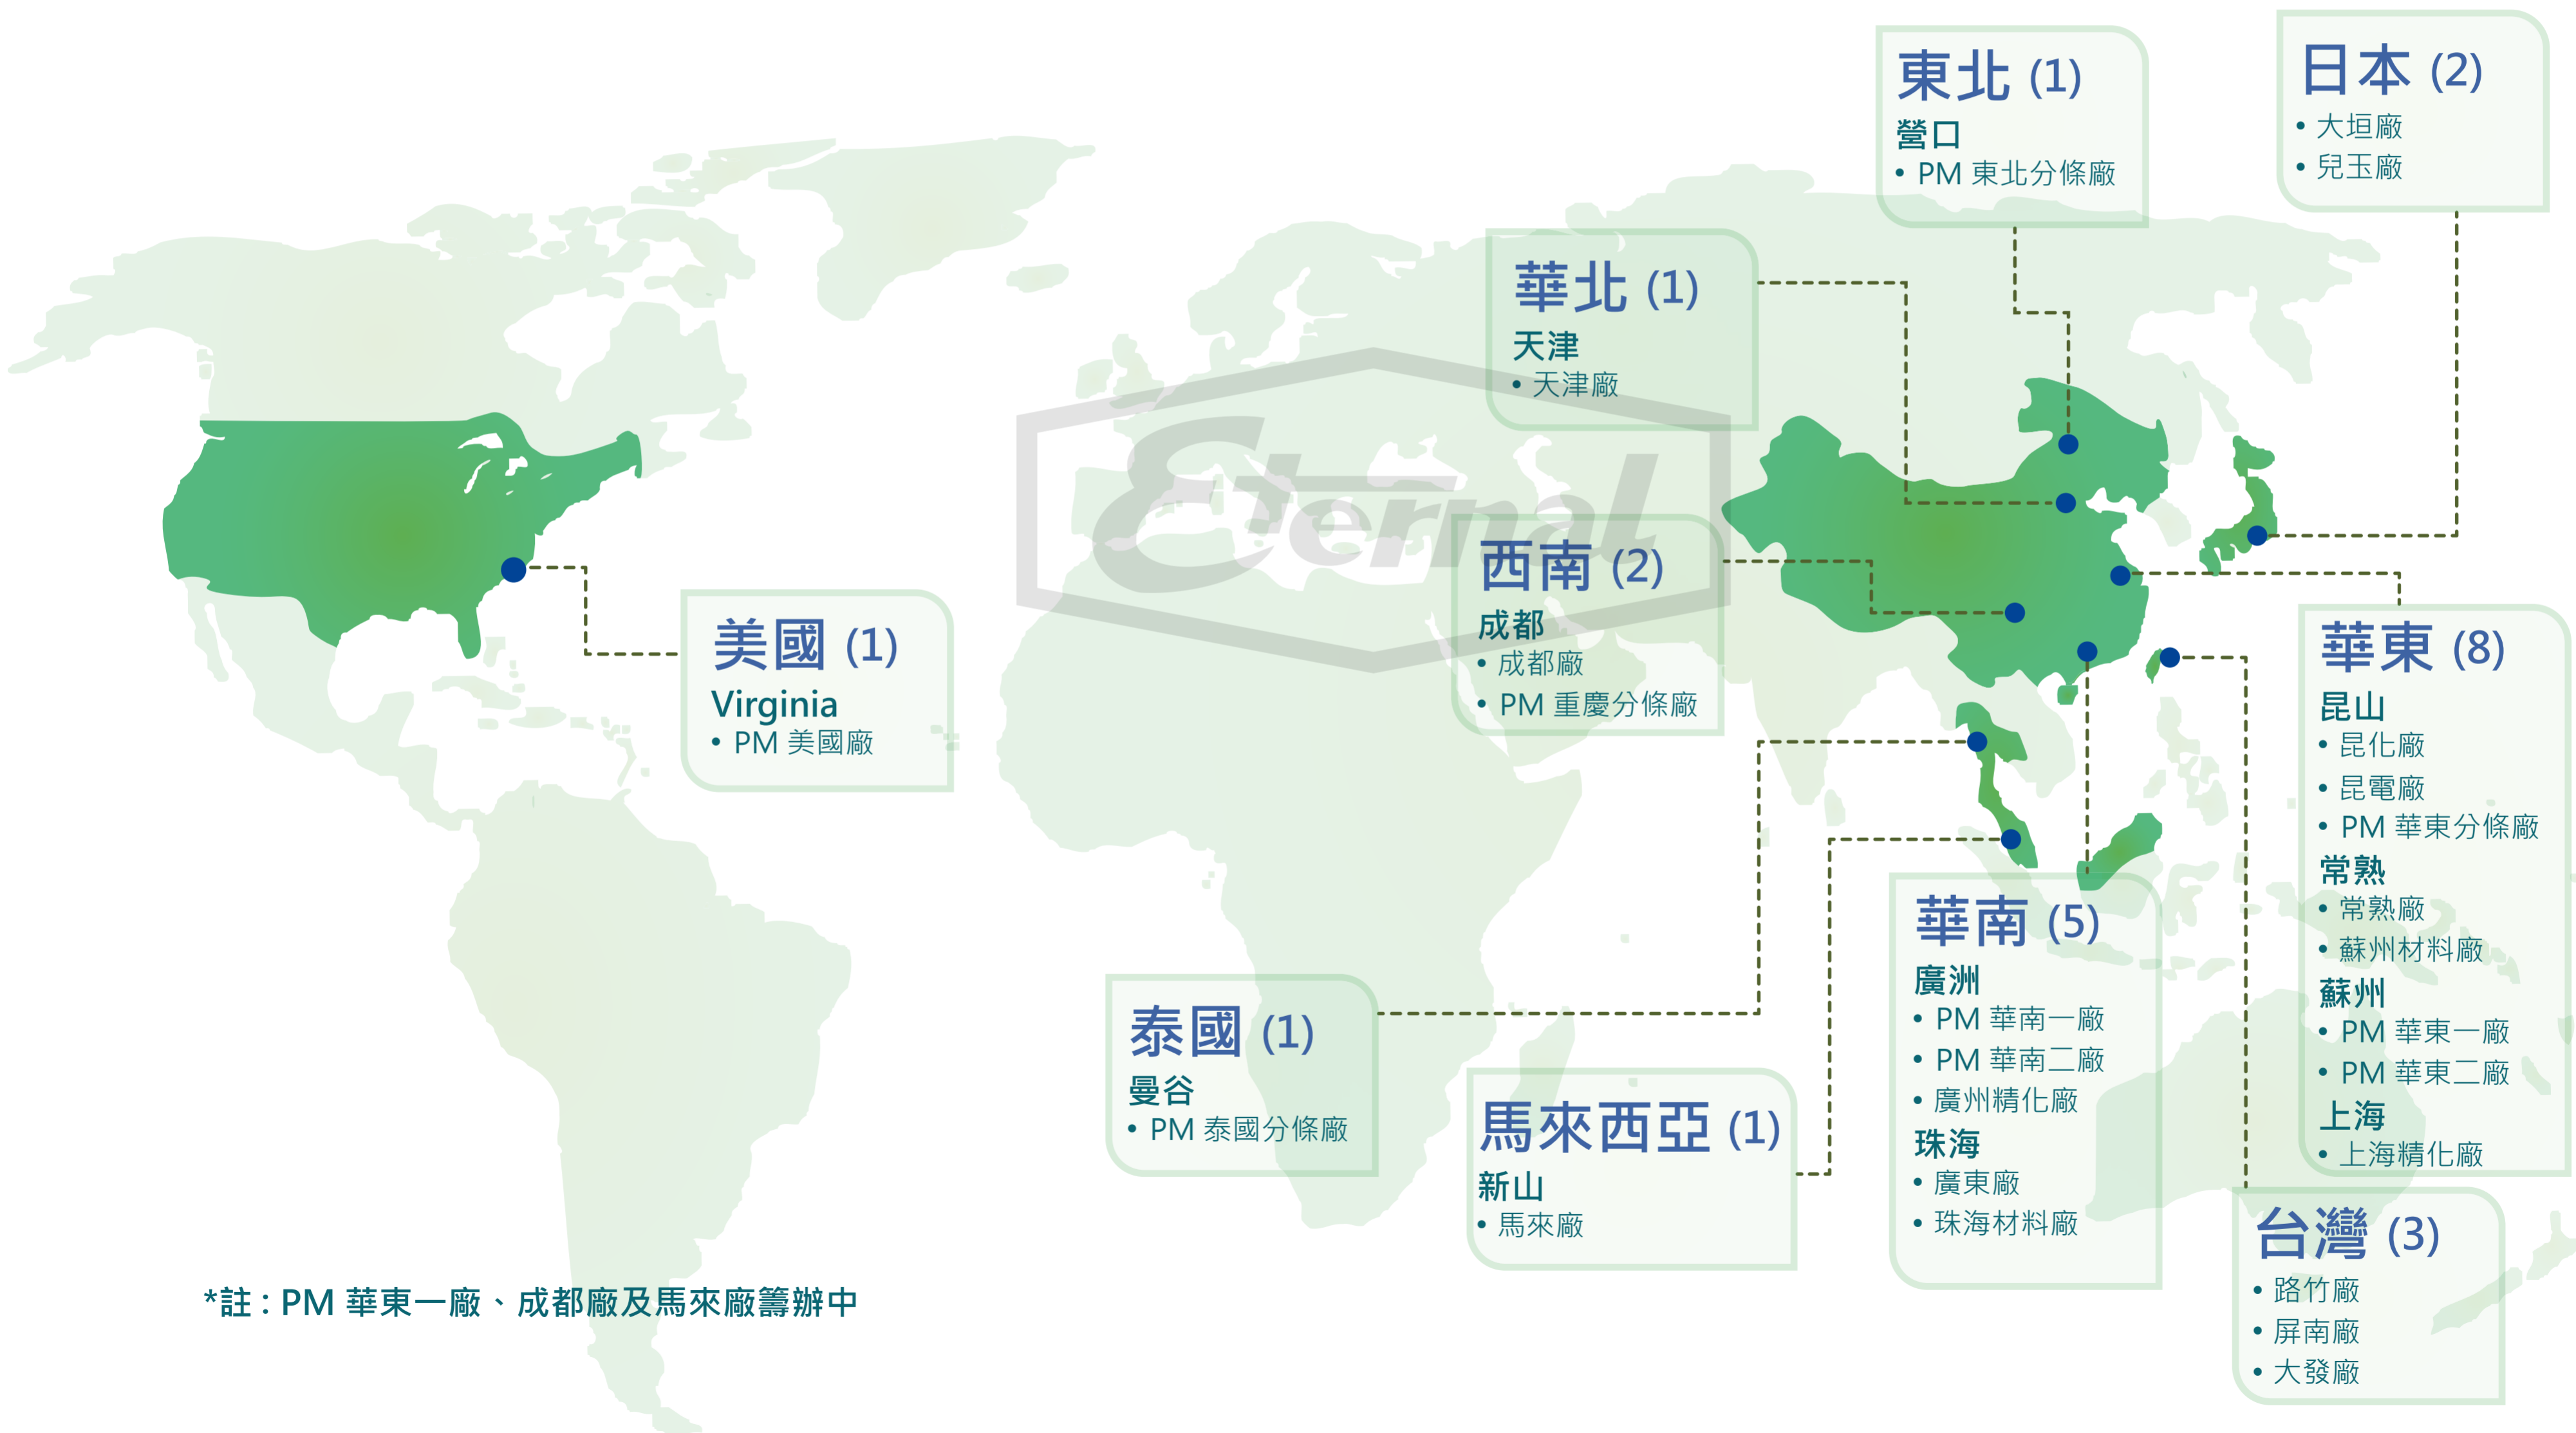 東北 (1)
營口
• PM 東北分條廠
日本 (2)
• 大垣廠
• 兒玉廠
華北 (1)
天津
• 天津廠
Eternal
西南 (2)
成都
• 成都廠
• PM 重慶分條廠
美國 (1)
Virginia
• PM 美國廠
華東 (8)
昆山
• 昆化廠
• 昆電廠
• PM 華東分條廠
常熟
• 常熟廠
• 蘇州材料廠
蘇州
• PM 華東一廠
• PM 華東二廠
上海
• 上海精化廠
華南 (5)
廣洲
• PM 華南一廠
• PM 華南二廠
• 廣州精化廠
珠海
• 廣東廠
• 珠海材料廠
泰國 (1)
曼谷
• PM 泰國分條廠
馬來西亞 (1)
新山
• 馬來廠
台灣 (3)
• 路竹廠
• 屏南廠
• 大發廠
*註 : PM 華東一廠、成都廠及馬來廠籌辦中